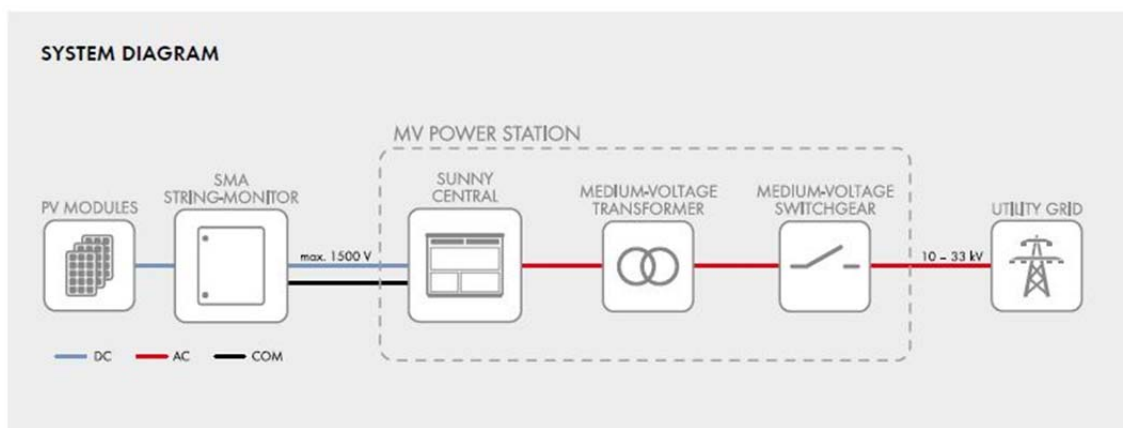 SYSTEM DIAGRAM
MV POWER STATION
PV MODULES
SMA
STRING-MONITOR
max. 1500 V
SUNNY
CENTRAL
MEDIUM-VOLTAGE
TRANSFORMER
MEDIUM-VOLTAGE
SWITCHGEAR
10 – 33 kV
UTILITY GRID
DC
AC
COM